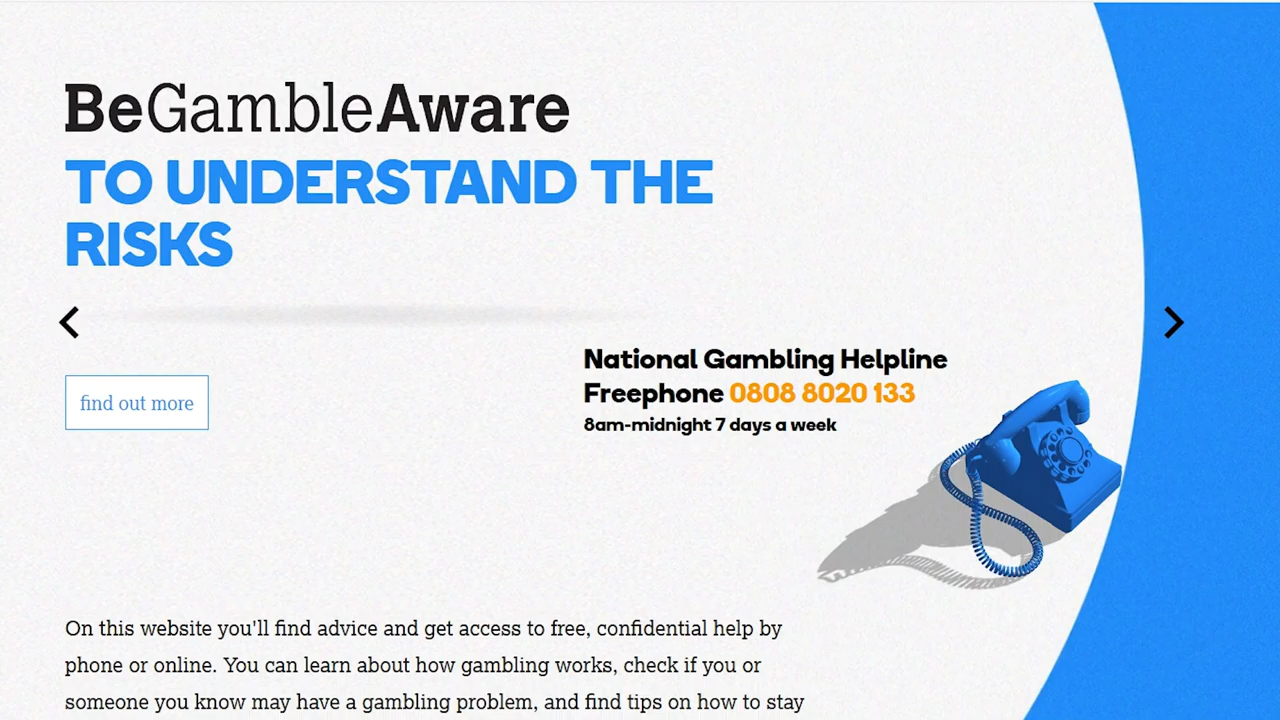 BeGambleAware
TO UNDERSTAND THE
RISKS
find out more
National Gambling Helpline
Freephone 0808 8020 133
8am-midnight 7 days a week
On this website you'll find advice and get access to free, confidential help by
phone or online. You can learn about how gambling works, check if you or
someone you know may have a gambling problem, and find tips on how to stay